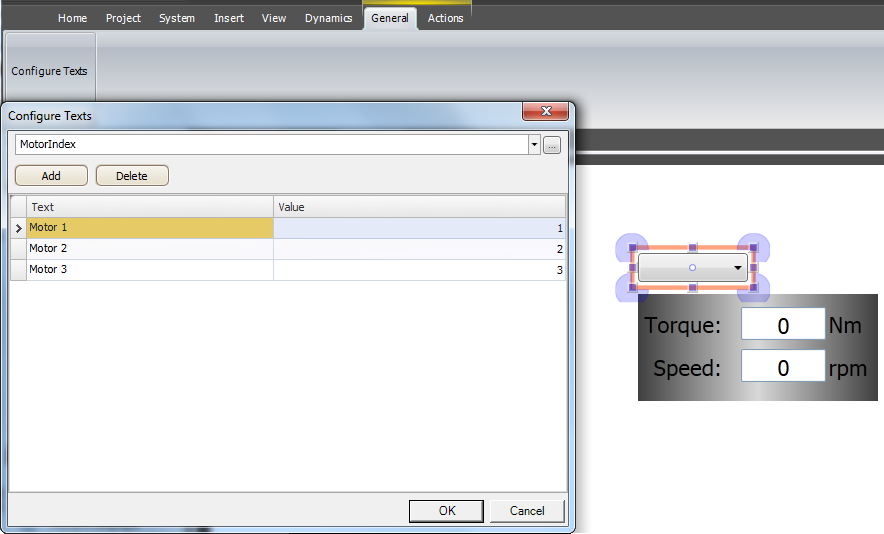 Home Project System Insert View Dynamics General Actions
Configure Texts
Configure Texts
MotorIndex
...
Add Delete
Text Value
Motor 1 1
Motor 2 2
Motor 3 3
OK Cancel
Torque: 0 Nm
Speed: 0 rpm